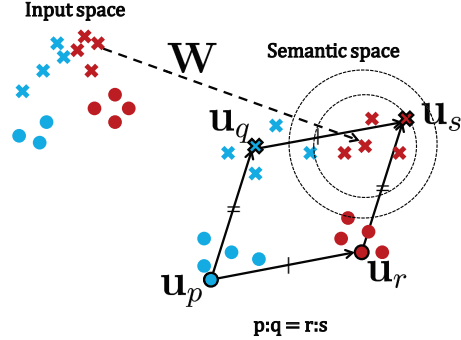 Input space
W
Semantic space
u_q
u_s
u_p
u_r
p:q = r:s